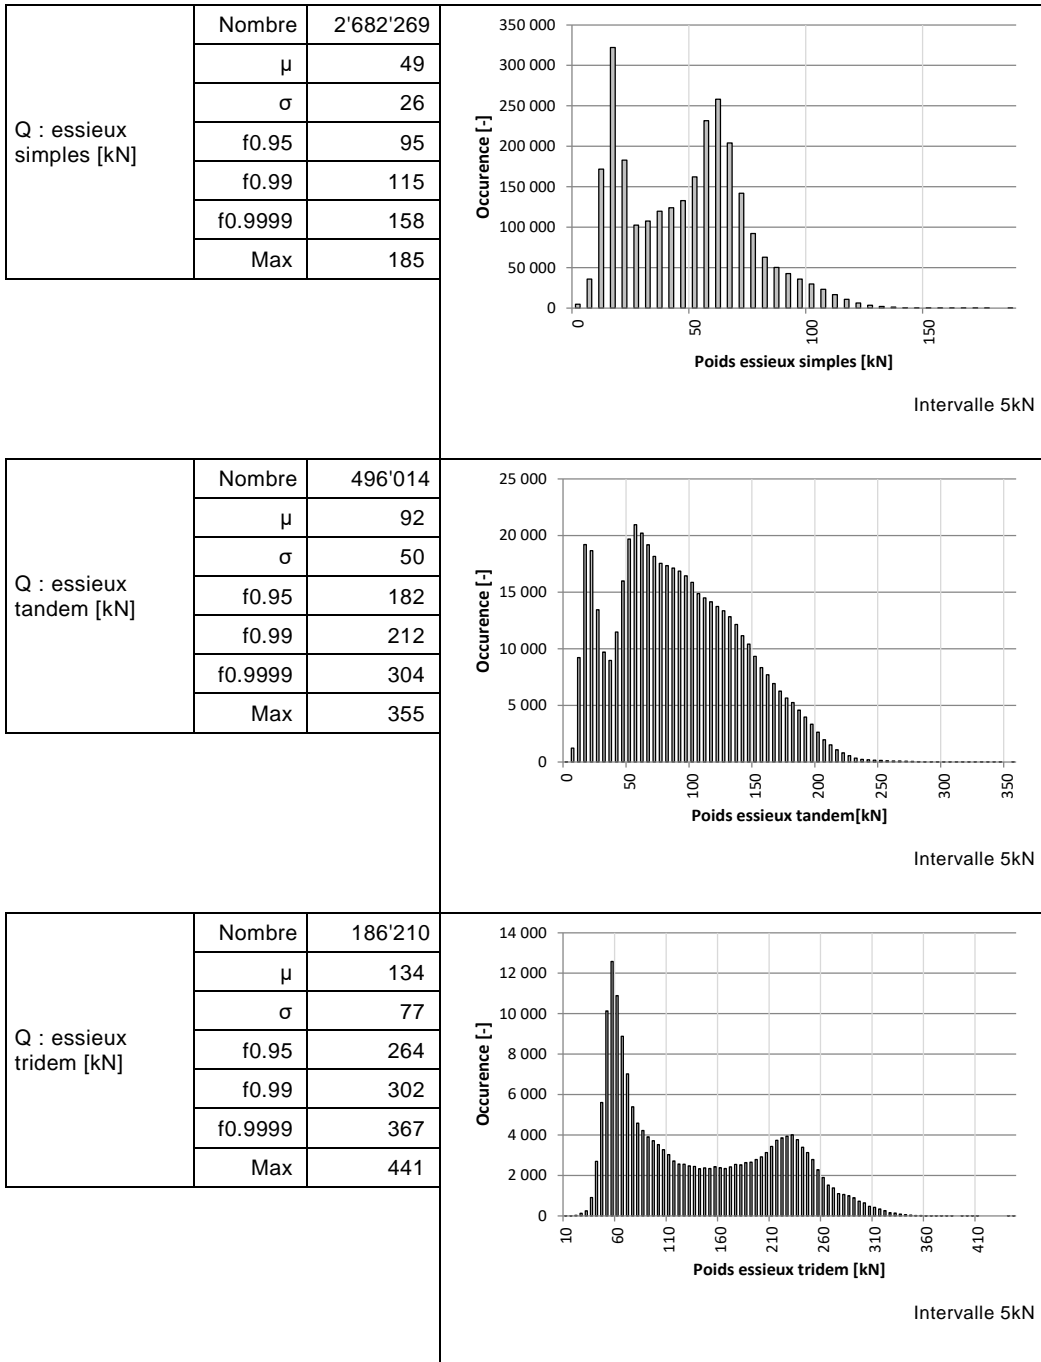 Q : essieux
simples [kN]
Nombre 2'682'269
µ 49
σ 26
f0.95 95
f0.99 115
f0.9999 158
Max 185
Occurence [-]
350 000
300 000
250 000
200 000
150 000
100 000
50 000
0
0 50 100 150
Poids essieux simples [kN]
Intervalle 5kN
Q : essieux
tandem [kN]
Nombre 496'014
µ 92
σ 50
f0.95 182
f0.99 212
f0.9999 304
Max 355
Occurence [-]
25 000
20 000
15 000
10 000
5 000
0
0 50 100 150 200 250 300 350
Poids essieux tandem[kN]
Intervalle 5kN
Q : essieux
tridem [kN]
Nombre 186'210
µ 134
σ 77
f0.95 264
f0.99 302
f0.9999 367
Max 441
Occurence [-]
14 000
12 000
10 000
8 000
6 000
4 000
2 000
0
10 60 110 160 210 260 310 360 410
Poids essieux tridem [kN]
Intervalle 5kN